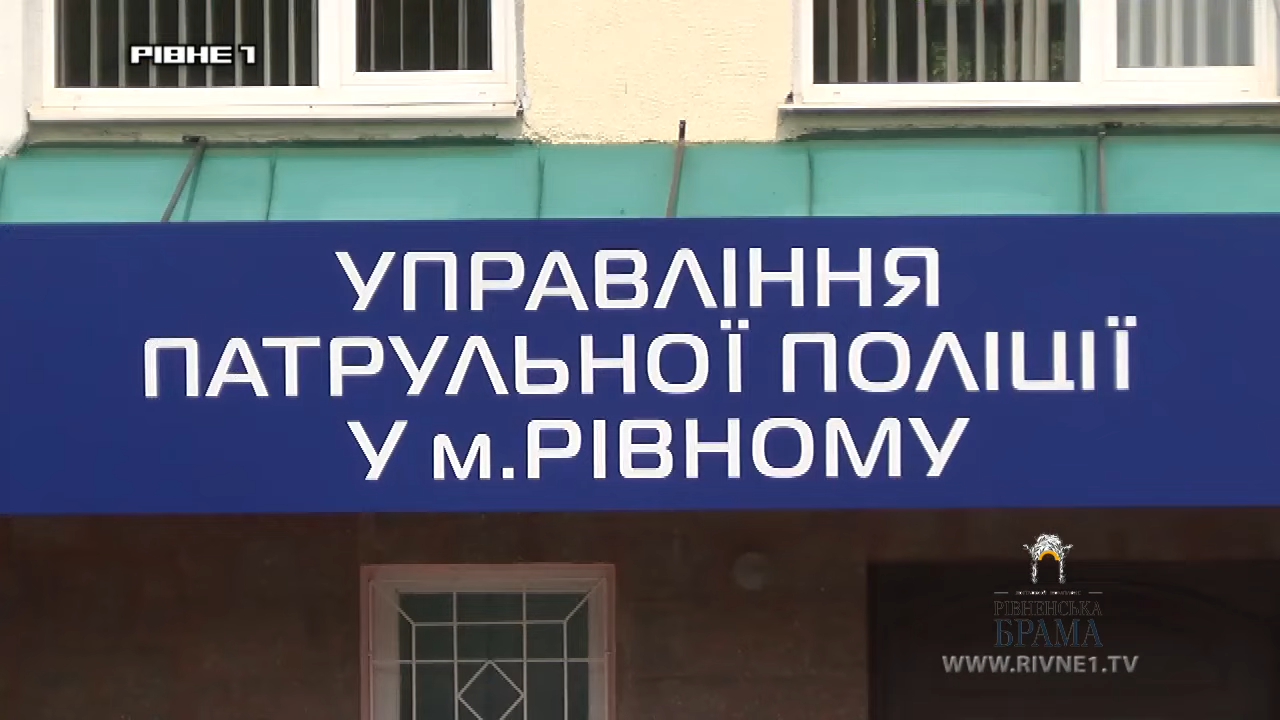 РІВНЕ 1
УПРАВЛІННЯ
ПАТРУЛЬНОЇ ПОЛІЦІЇ
У м.РІВНОМУ
РІВНЕНСЬКА
БРАМА
WWW.RIVNE1.TV